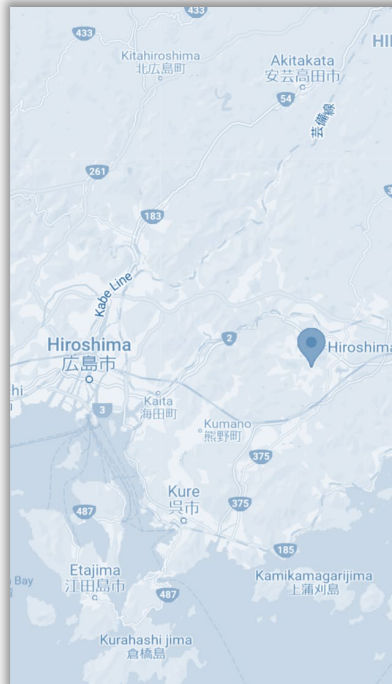 433
433
Kitahiroshima
北広島町
Akitakata
安芸高田市
HI
54
芸備線
261
183
Kabe Line
2
Hiroshima
広島市
Hiroshima
3
Kaita
海田町
Kumano
熊野町
375
Kure
呉市
375
487
185
Etajima
江田島市
Bay
487
Kamikamagarijima
上蒲刈島
Kurahashi jima
倉橋島